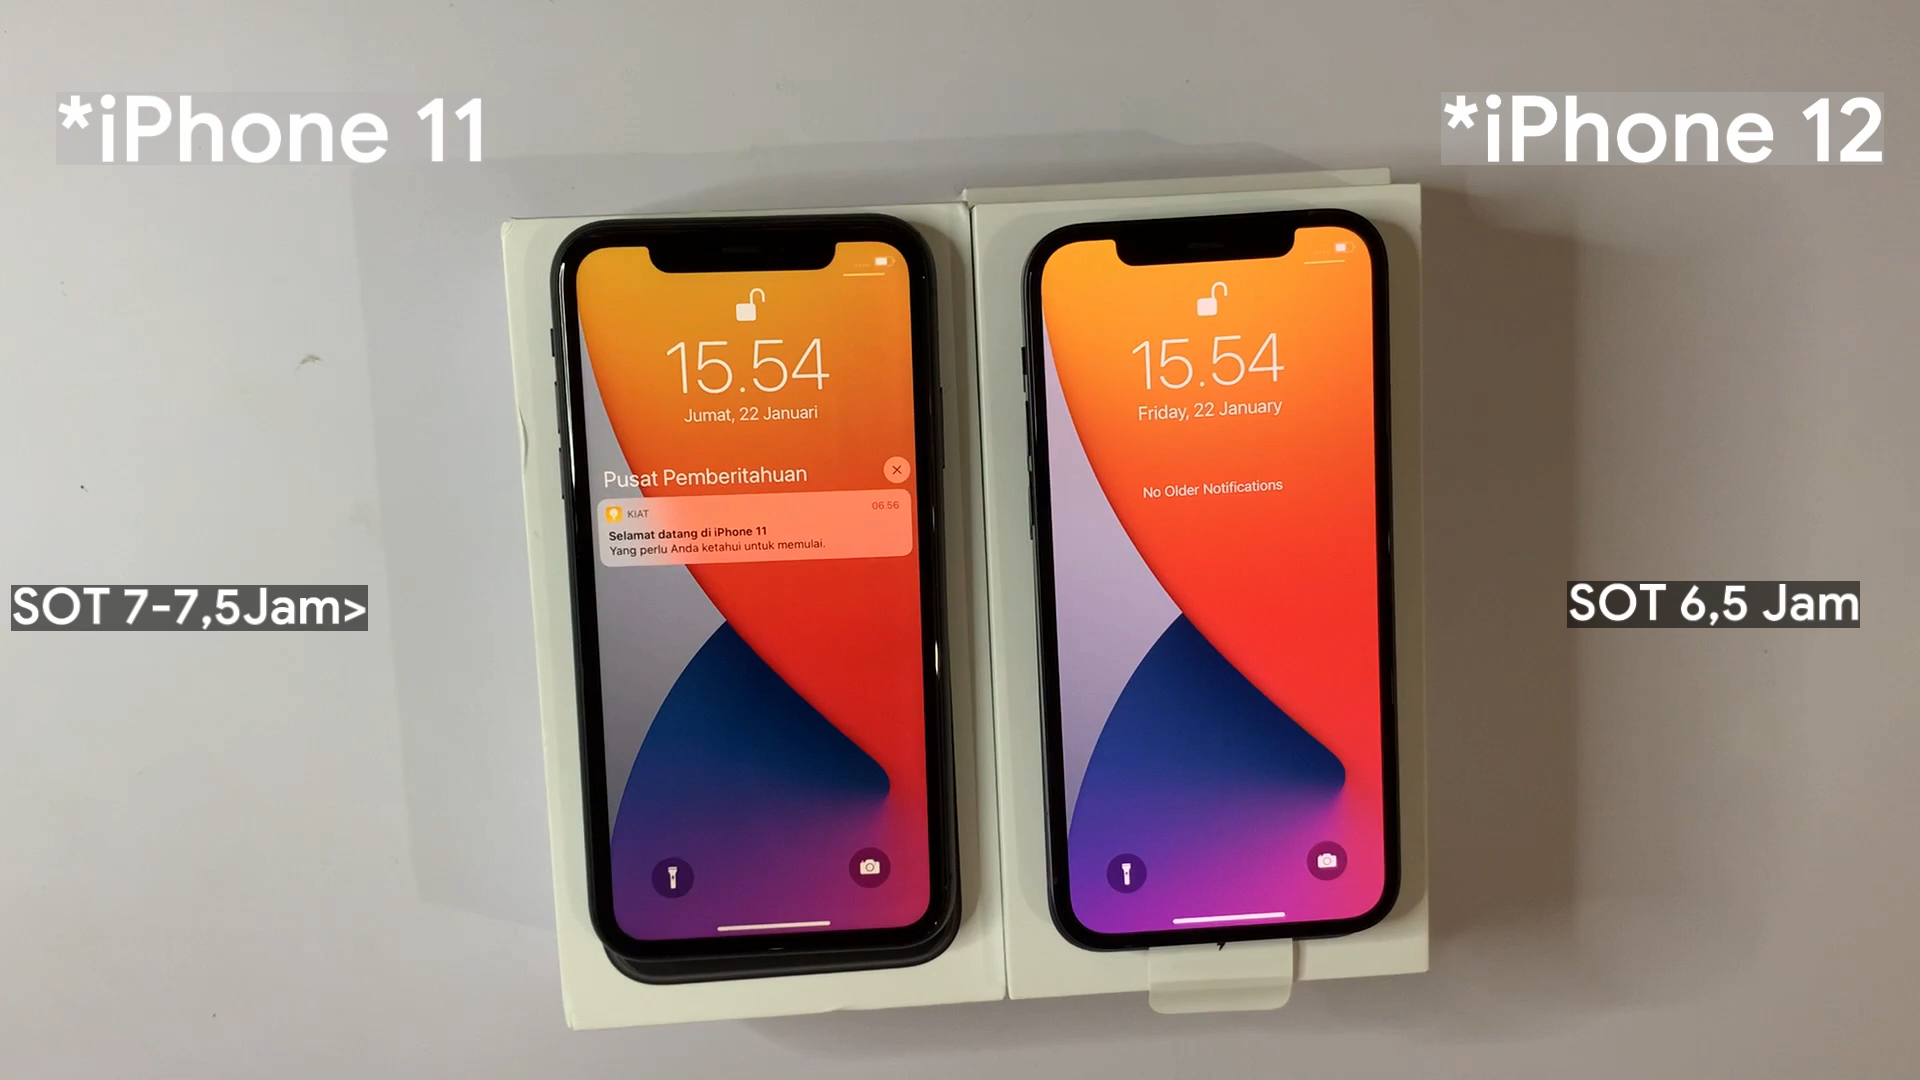 *iPhone 11
*iPhone 12
15.54
Jumat, 22 Januari
Pusat Pemberitahuan
KIAT
06.56
Selamat datang di iPhone 11
Yang perlu Anda ketahui untuk memulai.
15.54
Friday, 22 January
No Older Notifications
SOT 7-7,5Jam>
SOT 6,5 Jam